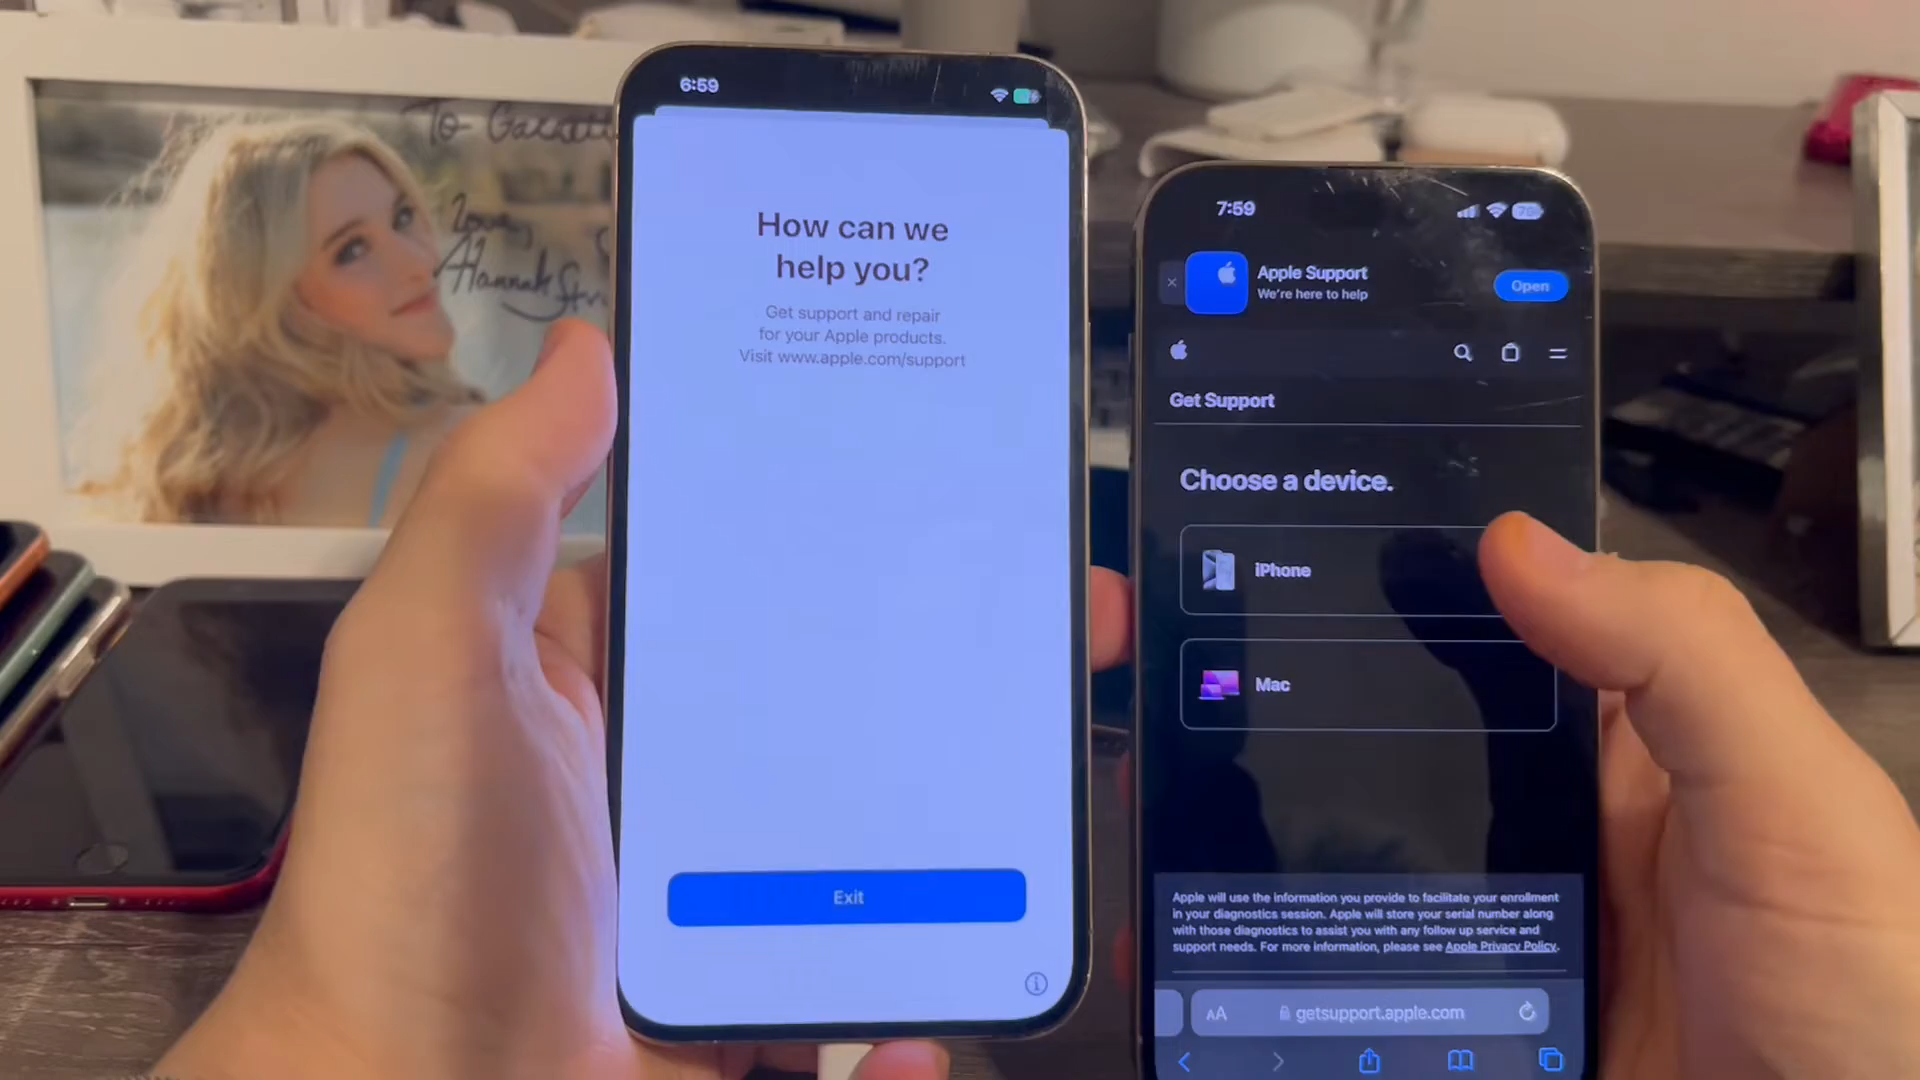 To Garrett
Love,
Hannah
6:59
How can we
help you?
Get support and repair
for your Apple products.
Visit www.apple.com/support
Exit
7:59
Apple Support
We're here to help
Open
Get Support
Choose a device.
iPhone
Mac
Apple will use the information you provide to facilitate your enrollment
in your diagnostics session. Apple will store your serial number along
with those diagnostics to assist you with any follow up service and
support needs. For more information, please see Apple Privacy Policy.
AA getsupport.apple.com